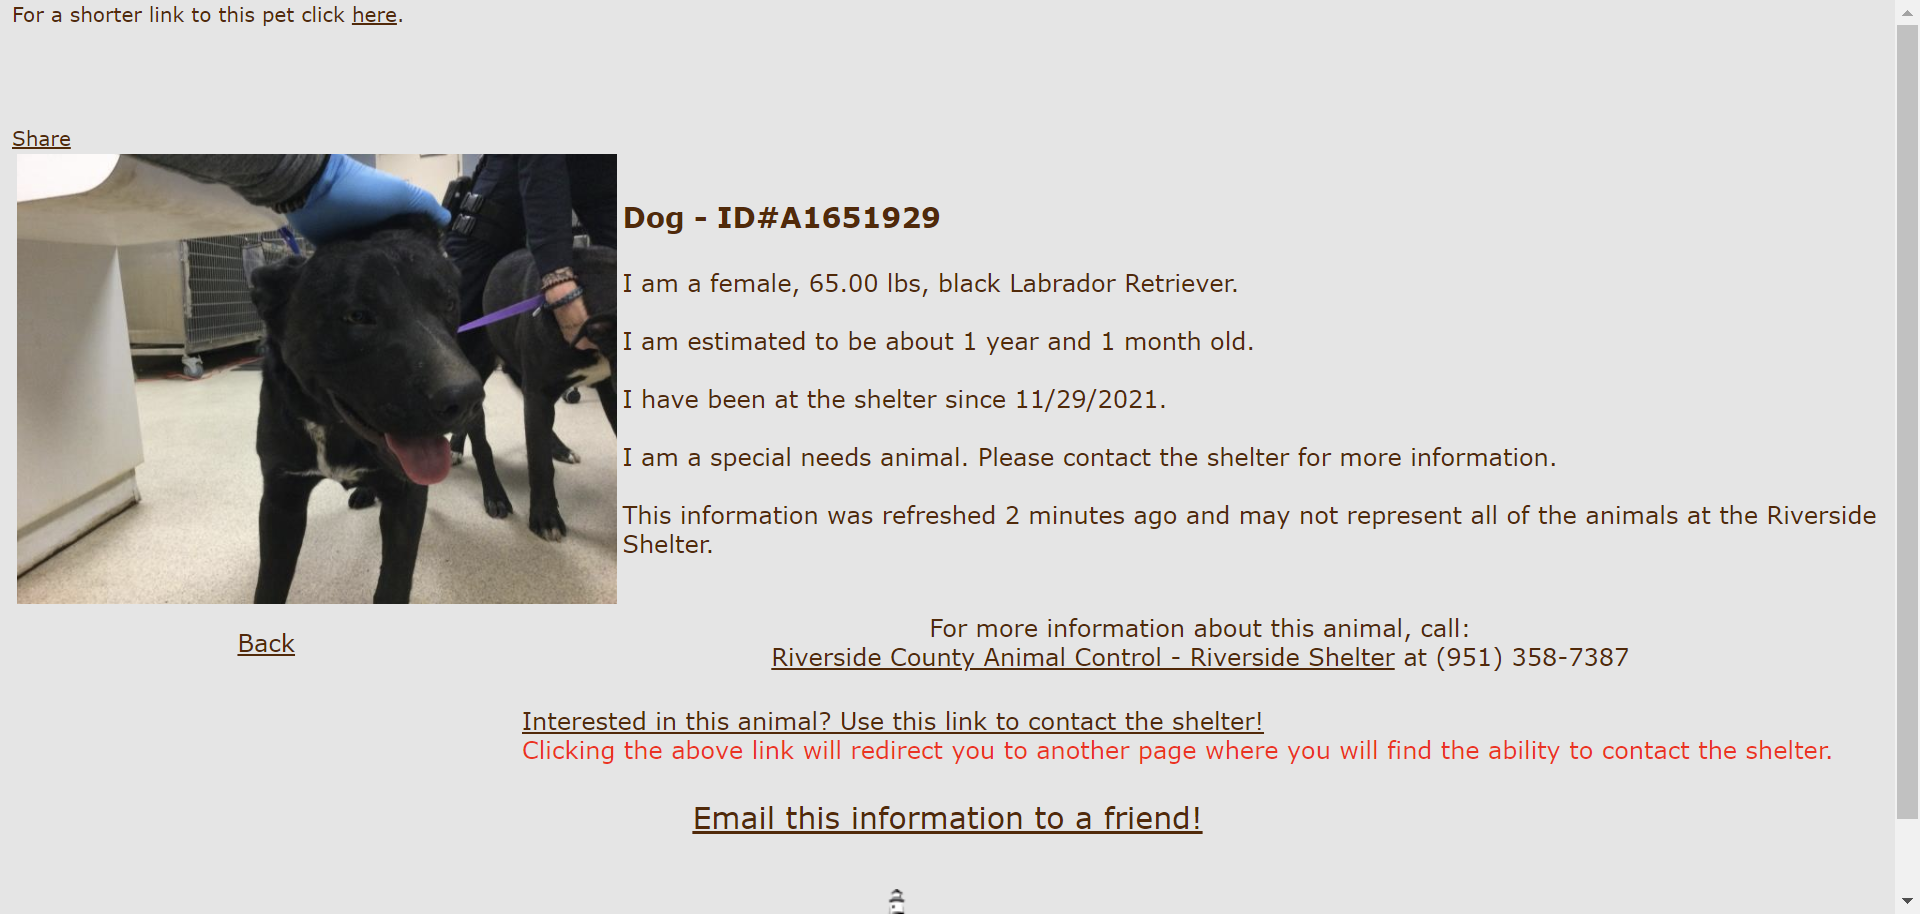 For a shorter link to this pet click here.
Share
Dog - ID#A1651929
I am a female, 65.00 lbs, black Labrador Retriever.
I am estimated to be about 1 year and 1 month old.
I have been at the shelter since 11/29/2021.
I am a special needs animal. Please contact the shelter for more information.
This information was refreshed 2 minutes ago and may not represent all of the animals at the Riverside
Shelter.
Back
For more information about this animal, call:
Riverside County Animal Control - Riverside Shelter at (951) 358-7387
Interested in this animal? Use this link to contact the shelter!
Clicking the above link will redirect you to another page where you will find the ability to contact the shelter.
Email this information to a friend!